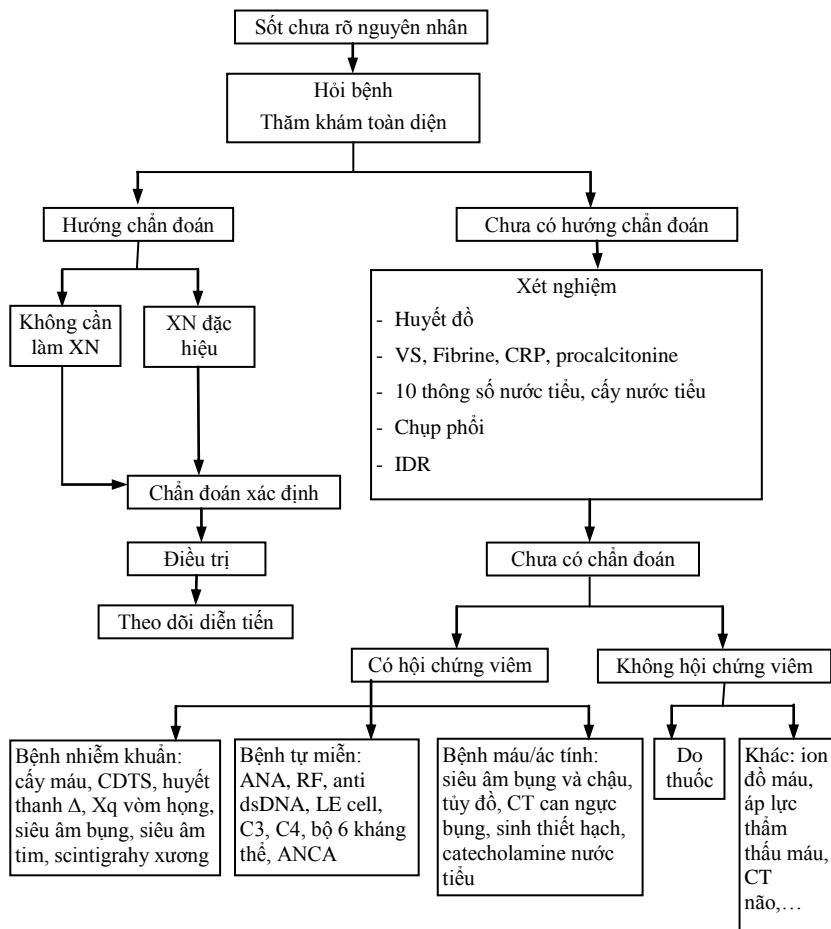 Sốt chưa rõ nguyên nhân
Hỏi bệnh
Thăm khám toàn diện
Hướng chẩn đoán
Chưa có hướng chẩn đoán
Không cần
làm XN
XN đặc
hiệu
Xét nghiệm
- Huyết đồ
- VS, Fibrine, CRP, procalcitonine
- 10 thông số nước tiểu, cấy nước tiểu
- Chụp phổi
- IDR
Chẩn đoán xác định
Điều trị
Theo dõi diễn tiến
Chưa có chẩn đoán
Có hội chứng viêm
Không hội chứng viêm
Bệnh nhiễm khuẩn:
cấy máu, CDTS, huyết
thanh Δ, Xq vòm họng,
siêu âm bụng, siêu âm
tim, scintigrahy xương
Bệnh tự miễn:
ANA, RF, anti
dsDNA, LE cell,
C3, C4, bộ 6 kháng
thể, ANCA
Bệnh máu/ác tính:
siêu âm bụng và chậu,
tủy đồ, CT can ngực
bụng, sinh thiết hạch,
catecholamine nước
tiểu
Do
thuốc
Khác: ion
đồ máu,
áp lực
thẩm
thấu máu,
CT
não,…